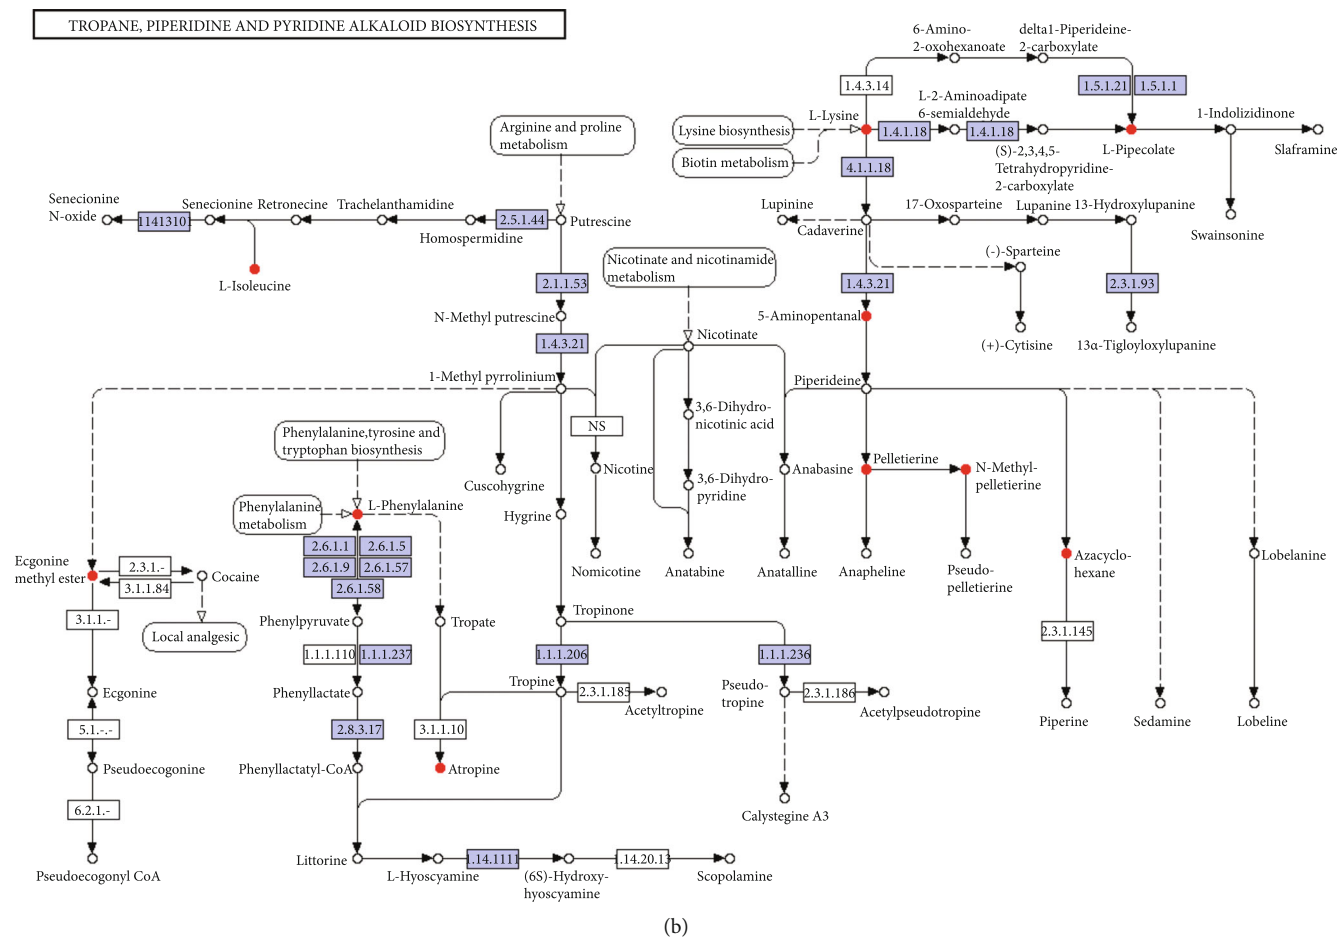 TROPANE, PIPERIDINE AND PYRIDINE ALKALOID BIOSYNTHESIS
6-Amino-
2-oxohexanoate
delta1-Piperideine-
2-carboxylate
1.4.3.14
1.5.1.21
1.5.1.1
L-Lysine
L-2-Aminoadipate
6-semialdehyde
1-Indolizidinone
Lysine biosynthesis
Biotin metabolism
1.4.1.18
1.4.1.18
L-Pipecolate
Slaframine
(S)-2,3,4,5-
Tetrahydropyridine-
2-carboxylate
4.1.1.18
Swainsonine
Arginine and proline
metabolism
Senecionine
N-oxide
11413101
Senecionine
Retronecine
Trachelanthamidine
Homospermidine
2.5.1.44
Putrescine
L-Isoleucine
Lupinine
Cadaverine
17-Oxosparteine
Lupanine
13-Hydroxylupanine
(-)-Sparteine
Nicotinate and nicotinamide
metabolism
2.1.1.53
1.4.3.21
2.3.1.93
N-Methyl putrescine
5-Aminopentanal
(+)-Cytisine
13α-Tigloyloxylupanine
1.4.3.21
Nicotinate
1-Methyl pyrrolinium
Piperideine
3,6-Dihydro-
nicotinic acid
NS
Phenylalanine,tyrosine and
tryptophan biosynthesis
Cuscohygrine
Nicotine
3,6-Dihydro-
pyridine
Anabasine
Pelletierine
N-Methyl-
pelletierine
Phenylalanine
metabolism
L-Phenylalanine
Hygrine
2.6.1.1
2.6.1.5
2.6.1.9
2.6.1.57
2.6.1.58
Nomicotine
Anatabine
Anatalline
Anapheline
Pseudo-
pelletierine
Azacyclo-
hexane
Lobelanine
Ecgonine
methyl ester
2.3.1.-
3.1.1.84
Cocaine
3.1.1.-
Local analgesic
Phenylpyruvate
Tropate
Tropinone
2.3.1.145
1.1.1.110
1.1.1.237
1.1.1.206
1.1.1.236
Ecgonine
Phenyllactate
Tropine
2.3.1.185
Acetyltropine
Pseudo-
tropine
2.3.1.186
Acetylpseudotropine
Piperine
Sedamine
Lobeline
5.1.-.-
2.8.3.17
3.1.1.10
Pseudoecogonine
Phenyllactatyl-CoA
Atropine
6.2.1.-
Calystegine A3
Pseudoecogonyl CoA
Littorine
L-Hyoscyamine
1.14.1111
(6S)-Hydroxy-
hyoscyamine
1.14.20.13
Scopolamine
(b)